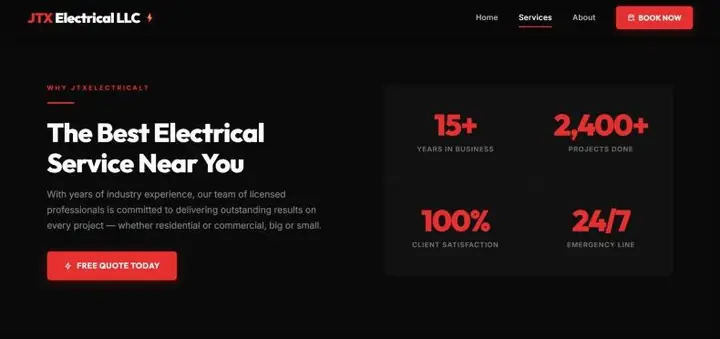 JTX Electrical LLC
Home Services About BOOK NOW
WHY JTXELECTRICALT
The Best Electrical
Service Near You
With years of industry experience, our team of licensed
professionals is committed to delivering outstanding results on
every project — whether residential or commercial, big or small.
FREE QUOTE TODAY
15+
YEARS IN BUSINESS
2,400+
PROJECTS DONE
100%
CLIENT SATISFACTION
24/7
EMERGENCY LINE